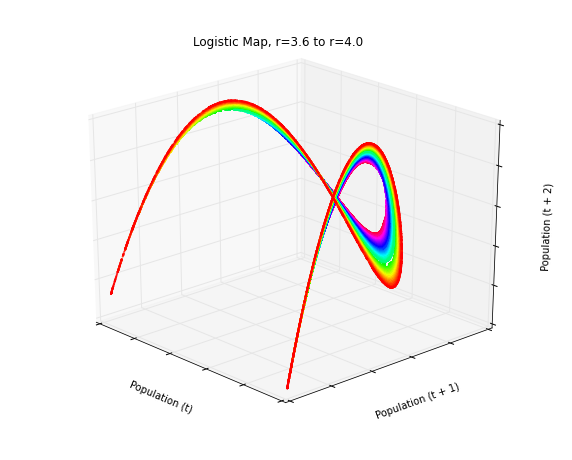 Logistic Map, r=3.6 to r=4.0
Population (t + 2)
Population (t)
Population (t + 1)